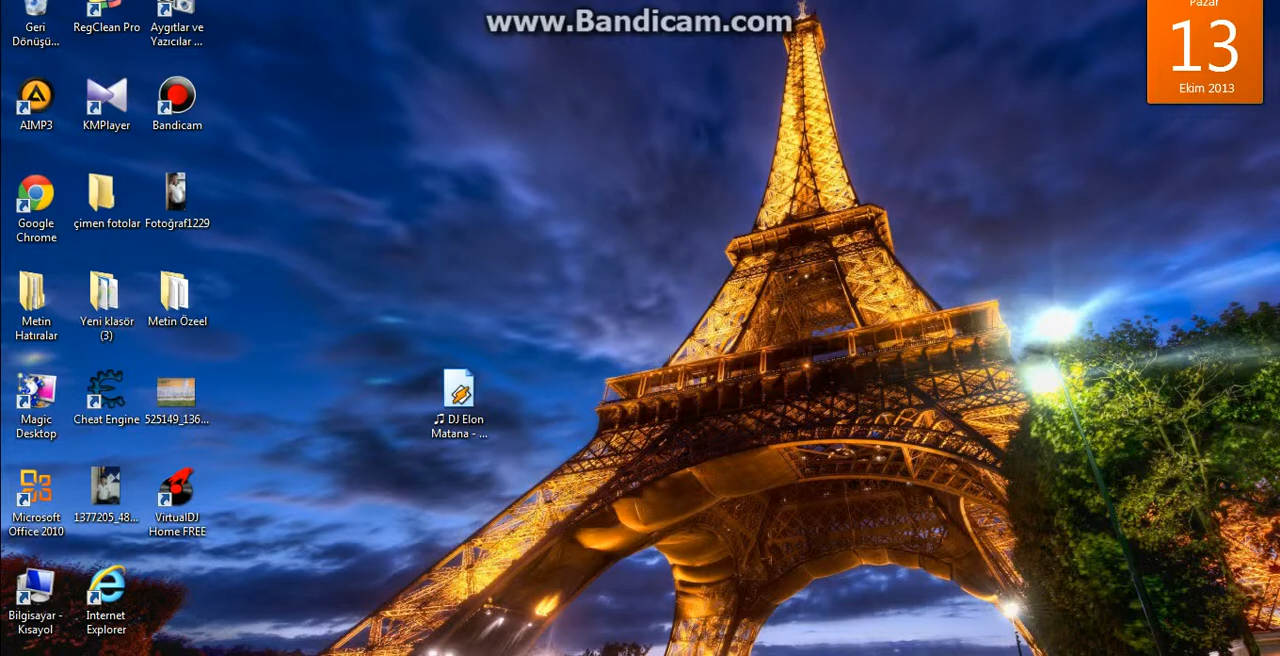 www.Bandicam.com
Pazar
13
Ekim 2013
Geri
Dönüşü...
RegClean Pro
Aygıtlar ve
Yazıcılar ...
AIMP3
KMPlayer
Bandicam
Google
Chrome
çimen fotolar
Fotoğraf1229
Metin
Hatıralar
Yeni klasör
(3)
Metin Özeel
Magic
Desktop
Cheat Engine
525149_136...
♫ DJ Elon
Matana - ...
Microsoft
Office 2010
1377205_48...
VirtualDJ
Home FREE
Bilgisayar -
Kısayol
Internet
Explorer